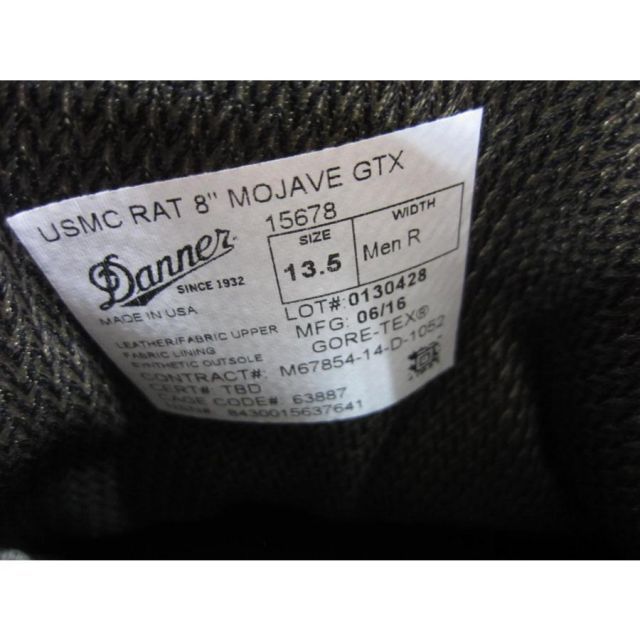 USMC RAT 8" MOJAVE GTX
15678
Danner
SINCE 1932
MADE IN USA
SIZE
13.5
WIDTH
Men R
LOT#: 0130428
MFG: 06/16
GORE-TEX®
LEATHER/FABRIC UPPER
FABRIC LINING
SYNTHETIC OUTSOLE
CONTRACT#: M67854-14-D-1052
CERT#: TBD
CAGE CODE#: 63887
NSN#: 8430015637641